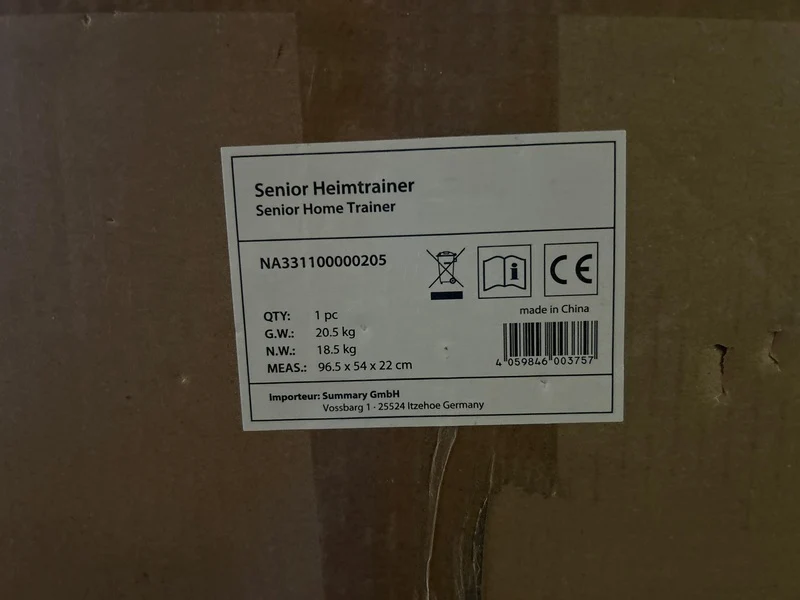 Senior Heimtrainer
Senior Home Trainer
NA331100000205
i
CE
made in China
QTY: 1 pc
G.W.: 20.5 kg
N.W.: 18.5 kg
MEAS.: 96.5 x 54 x 22 cm
4 059846 003757
Importeur: Summary GmbH
Vossbarg 1 · 25524 Itzehoe Germany